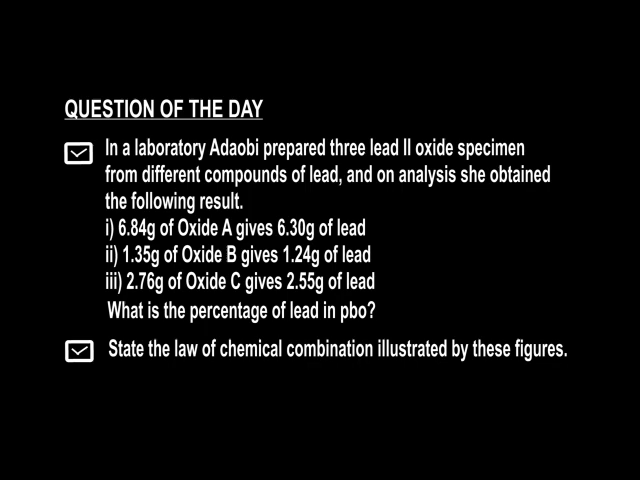 QUESTION OF THE DAY
In a laboratory Adaobi prepared three lead II oxide specimen
from different compounds of lead, and on analysis she obtained
the following result.
i) 6.84g of Oxide A gives 6.30g of lead
ii) 1.35g of Oxide B gives 1.24g of lead
iii) 2.76g of Oxide C gives 2.55g of lead
What is the percentage of lead in pbo?
State the law of chemical combination illustrated by these figures.